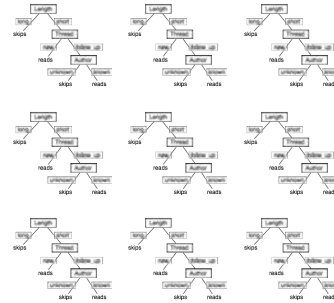 Length Length Length
long short long short long short
skips Thread skips Thread skips Thread
new follow_up new follow_up new follow_up
reads Author reads Author reads Author
unknown known unknown known unknown known
skips reads skips reads skips reads
Length Length Length
long short long short long short
skips Thread skips Thread skips Thread
new follow_up new follow_up new follow_up
reads Author reads Author reads Author
unknown known unknown known unknown known
skips reads skips reads skips reads
Length Length Length
long short long short long short
skips Thread skips Thread skips Thread
new follow_up new follow_up new follow_up
reads Author reads Author reads Author
unknown known unknown known unknown known
skips reads skips reads skips reads